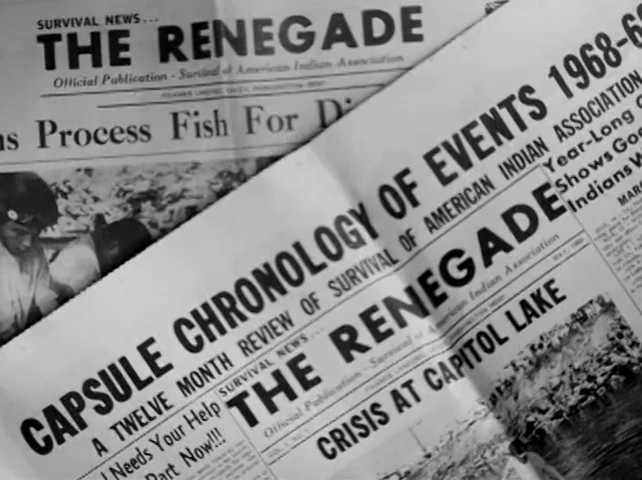 SURVIVAL NEWS...
THE RENEGADE
Official Publication - Survival of American Indian Association
ns Process Fish For Di
CAPSULE CHRONOLOGY OF EVENTS 1968-6
A TWELVE MONTH REVIEW OF SURVIVAL OF AMERICAN INDIAN ASSOCIATION
Year-Long
Shows Go
Indians
SURVIVAL NEWS...
THE RENEGADE
Official Publication - Survival of A Indian Association
CRISIS AT CAPITOL LAKE
I Needs Your Help
Part Now!!!